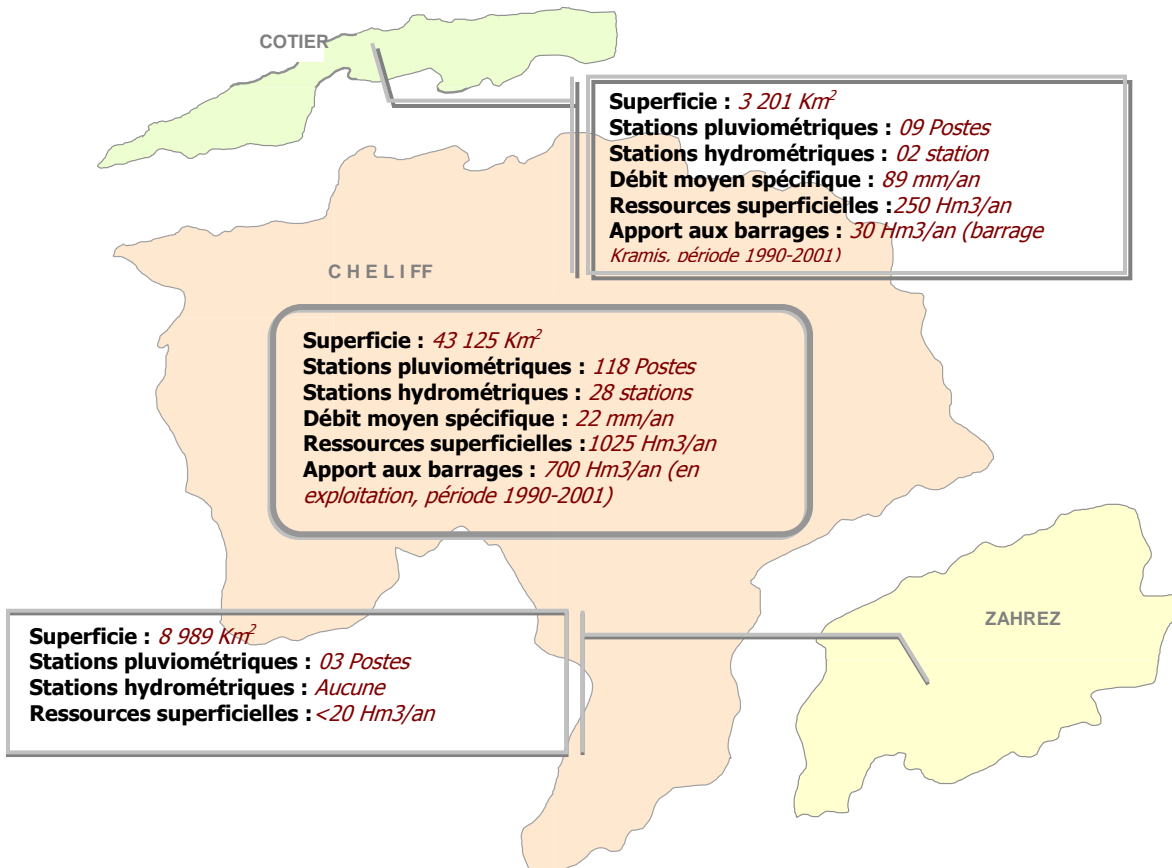 COTIER
Superficie : 3 201 Km²
Stations pluviométriques : 09 Postes
Stations hydrométriques : 02 station
Débit moyen spécifique : 89 mm/an
Ressources superficielles :250 Hm3/an
Apport aux barrages : 30 Hm3/an (barrage
Kramis, période 1990-2001)
C H E L I FF
Superficie : 43 125 Km²
Stations pluviométriques : 118 Postes
Stations hydrométriques : 28 stations
Débit moyen spécifique : 22 mm/an
Ressources superficielles :1025 Hm3/an
Apport aux barrages : 700 Hm3/an (en
exploitation, période 1990-2001)
ZAHREZ
Superficie : 8 989 Km²
Stations pluviométriques : 03 Postes
Stations hydrométriques : Aucune
Ressources superficielles :<20 Hm3/an